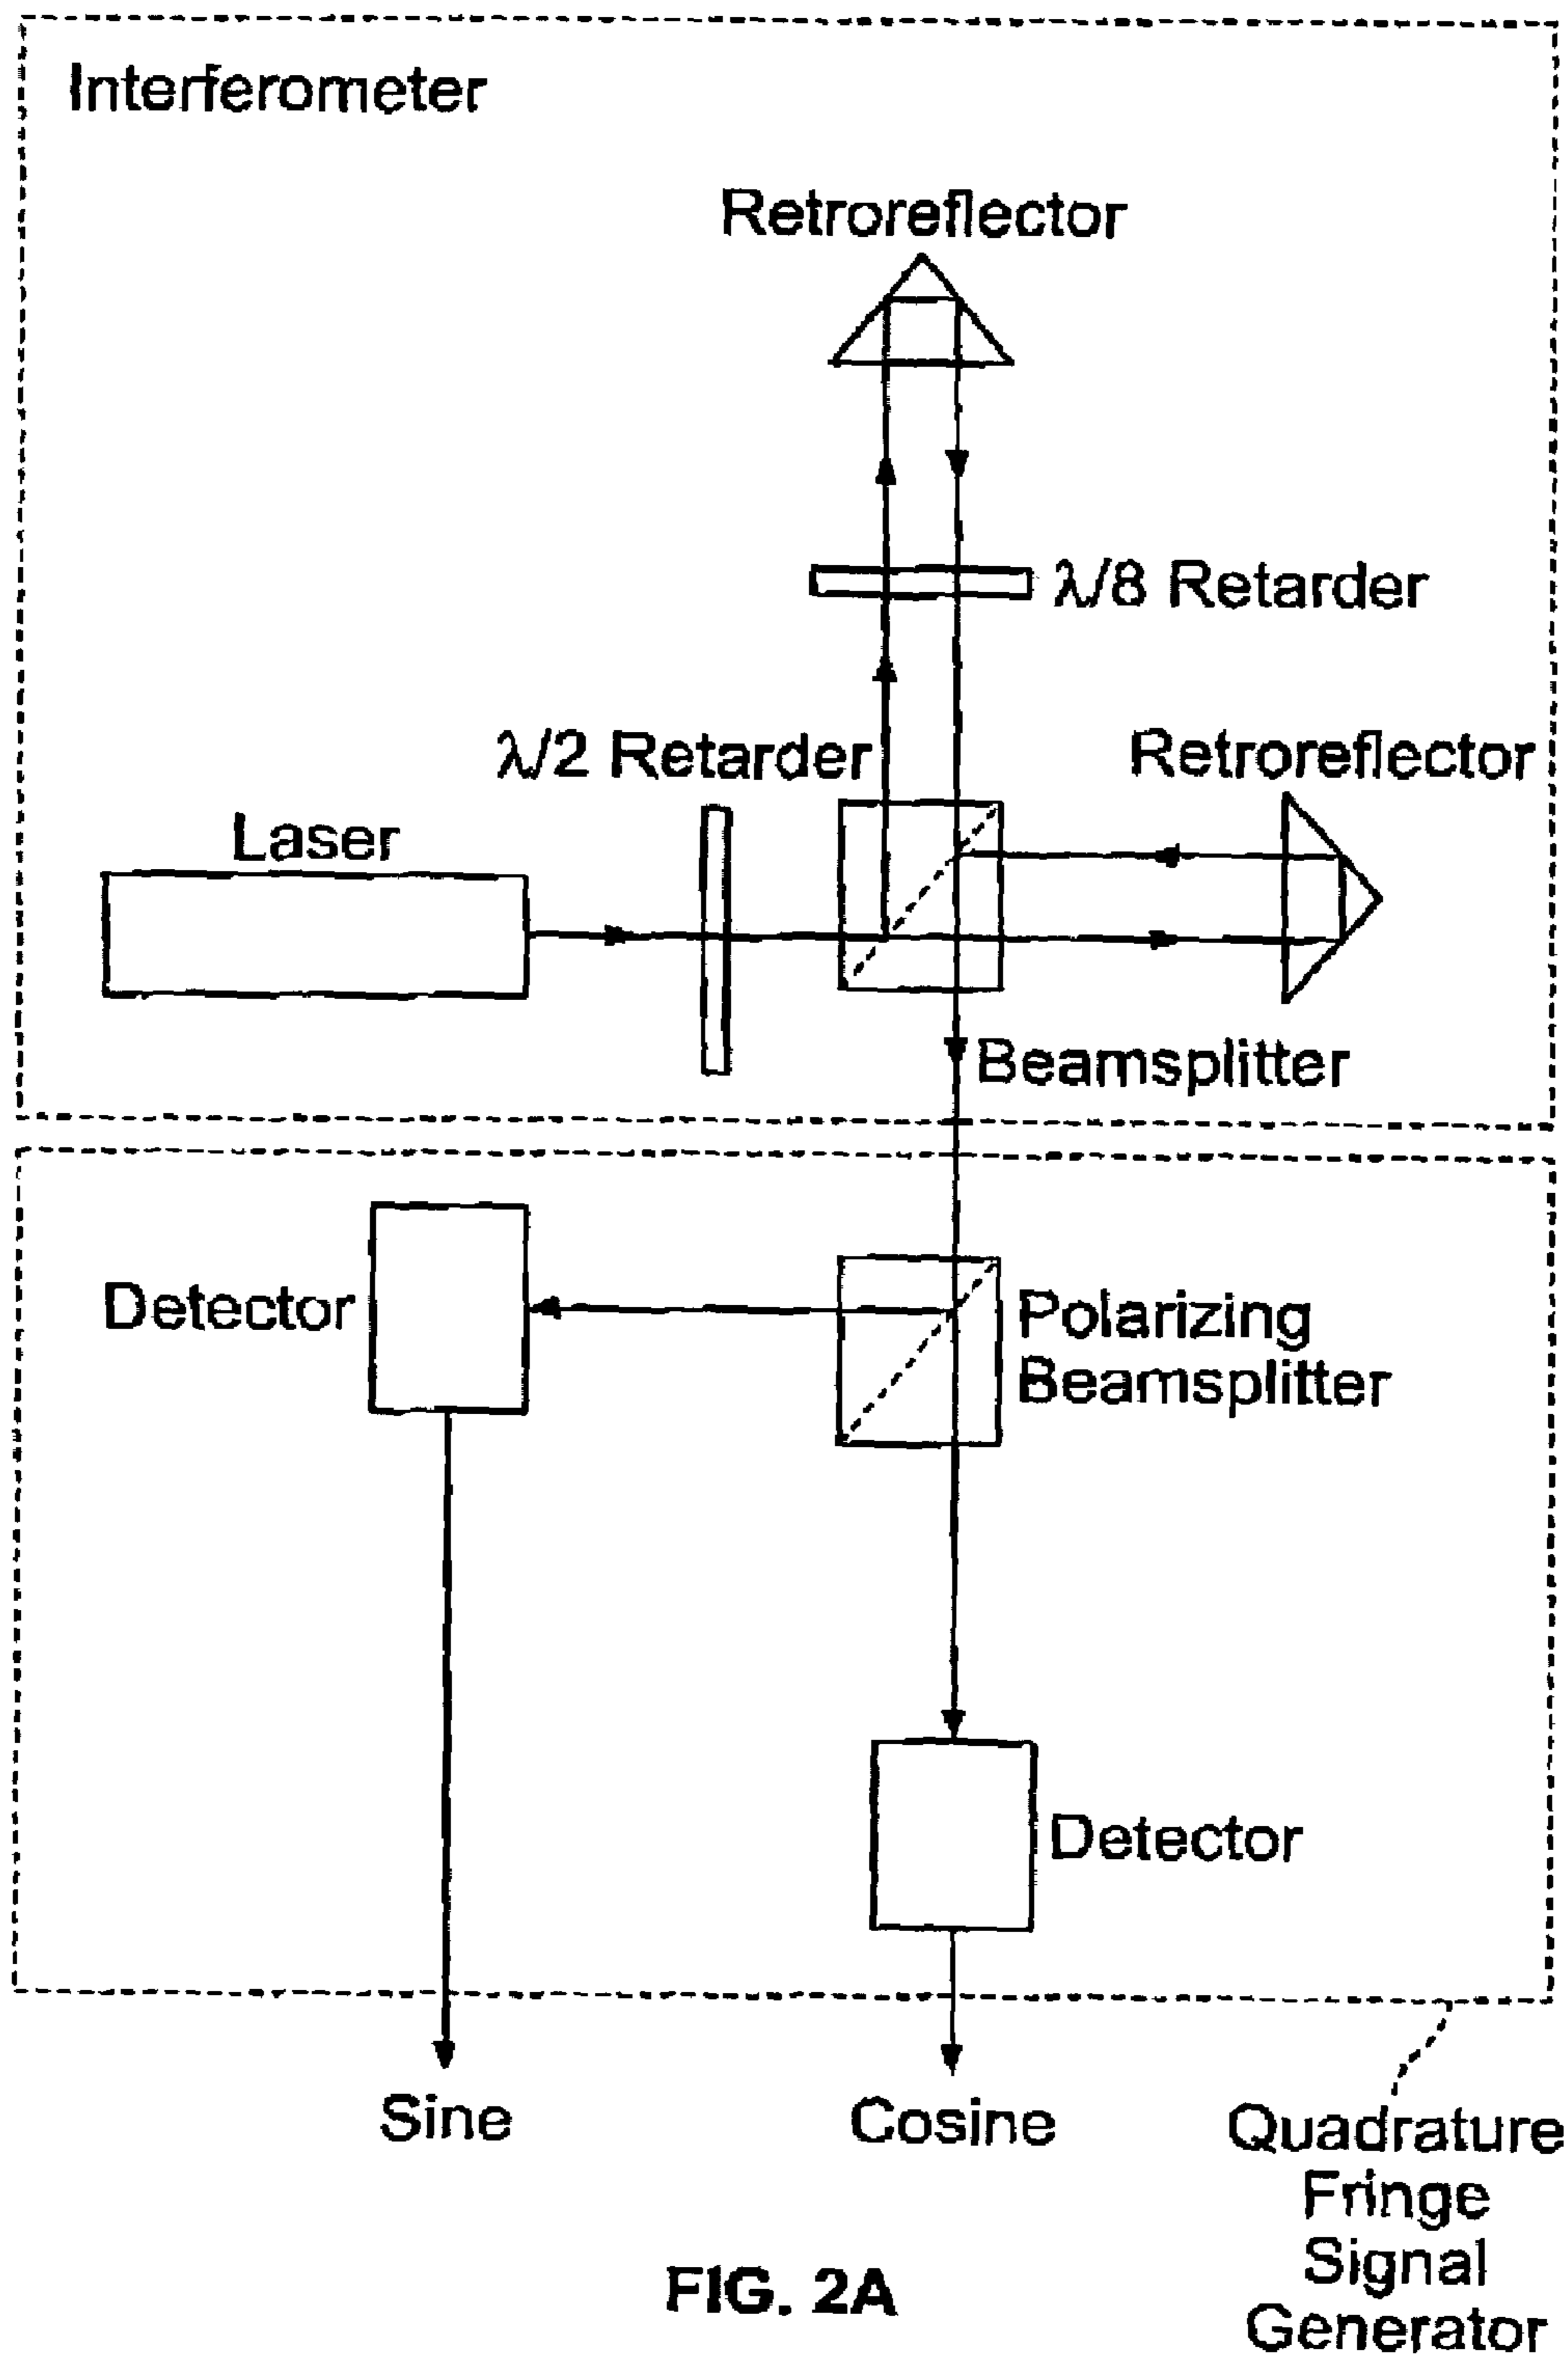 Interferometer
Retroreflector
λ/8 Retarder
λ/2 Retarder
Retroreflector
Laser
Beamsplitter
Detector
Polarizing
Beamsplitter
Detector
Sine
Cosine
Quadrature
Fringe
Signal
Generator
FIG. 2A